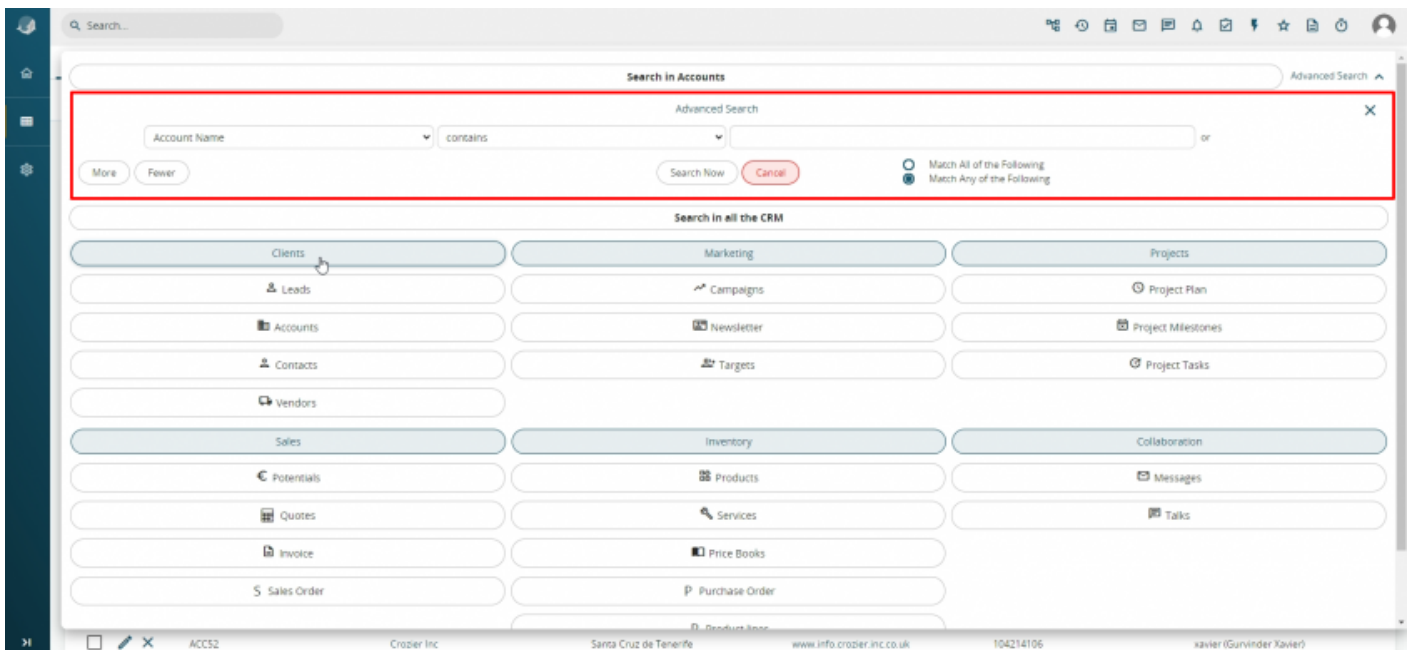 Search...
Search in Accounts
Advanced Search
Advanced Search
Account Name
contains
or
More
Fewer
Search Now
Cancel
Match All of the Following
Match Any of the Following
Search in all the CRM
Clients
Marketing
Projects
Leads
Campaigns
Project Plan
Accounts
Newsletter
Project Milestones
Contacts
Targets
Project Tasks
Vendors
Sales
Inventory
Collaboration
Potentials
Products
Messages
Quotes
Services
Talks
Invoice
Price Books
S Sales Order
P Purchase Order
P Product lines
ACC52
Crozier Inc
Santa Cruz de Tenerife
www.info.crozier.inc.co.uk
104214106
xavier (Gurvinder Xavier)